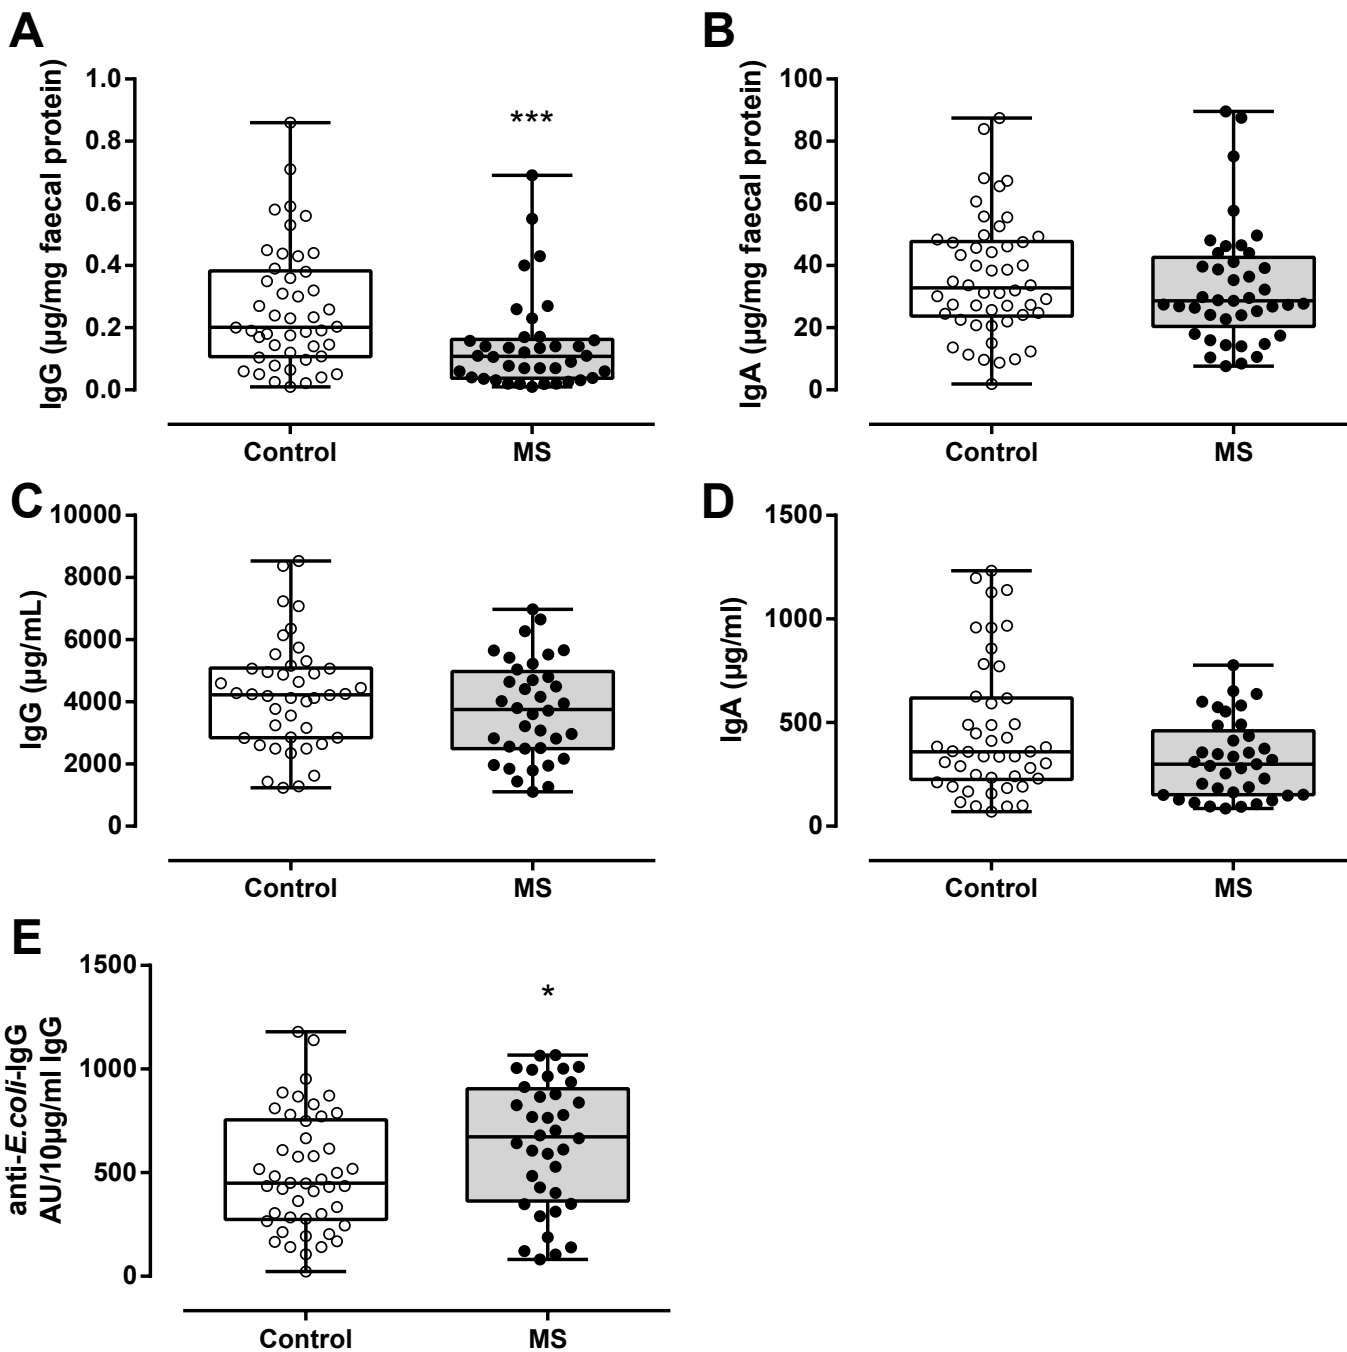 A
IgG (µg/mg faecal protein)
1.0
0.8
0.6
0.4
0.2
0.0
***
Control
MS
B
IgA (µg/mg faecal protein)
100
80
60
40
20
0
Control
MS
C
IgG (µg/mL)
10000
8000
6000
4000
2000
0
Control
MS
D
IgA (µg/ml)
1500
1000
500
0
Control
MS
E
anti-E.coli-IgG
AU/10µg/ml IgG
1500
1000
500
0
*
Control
MS